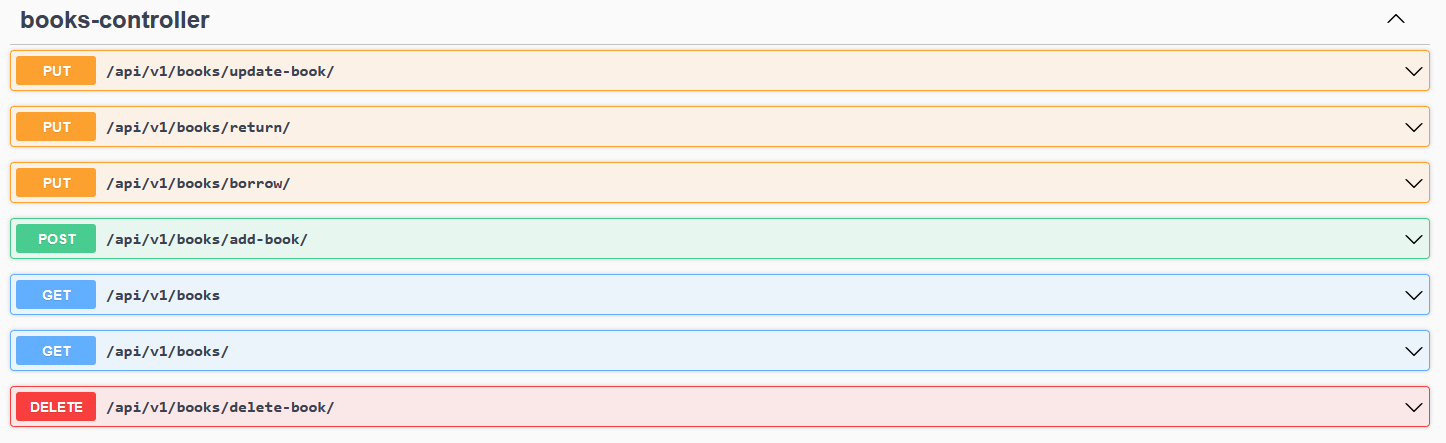 books-controller
PUT /api/v1/books/update-book/
PUT /api/v1/books/return/
PUT /api/v1/books/borrow/
POST /api/v1/books/add-book/
GET /api/v1/books
GET /api/v1/books/
DELETE /api/v1/books/delete-book/